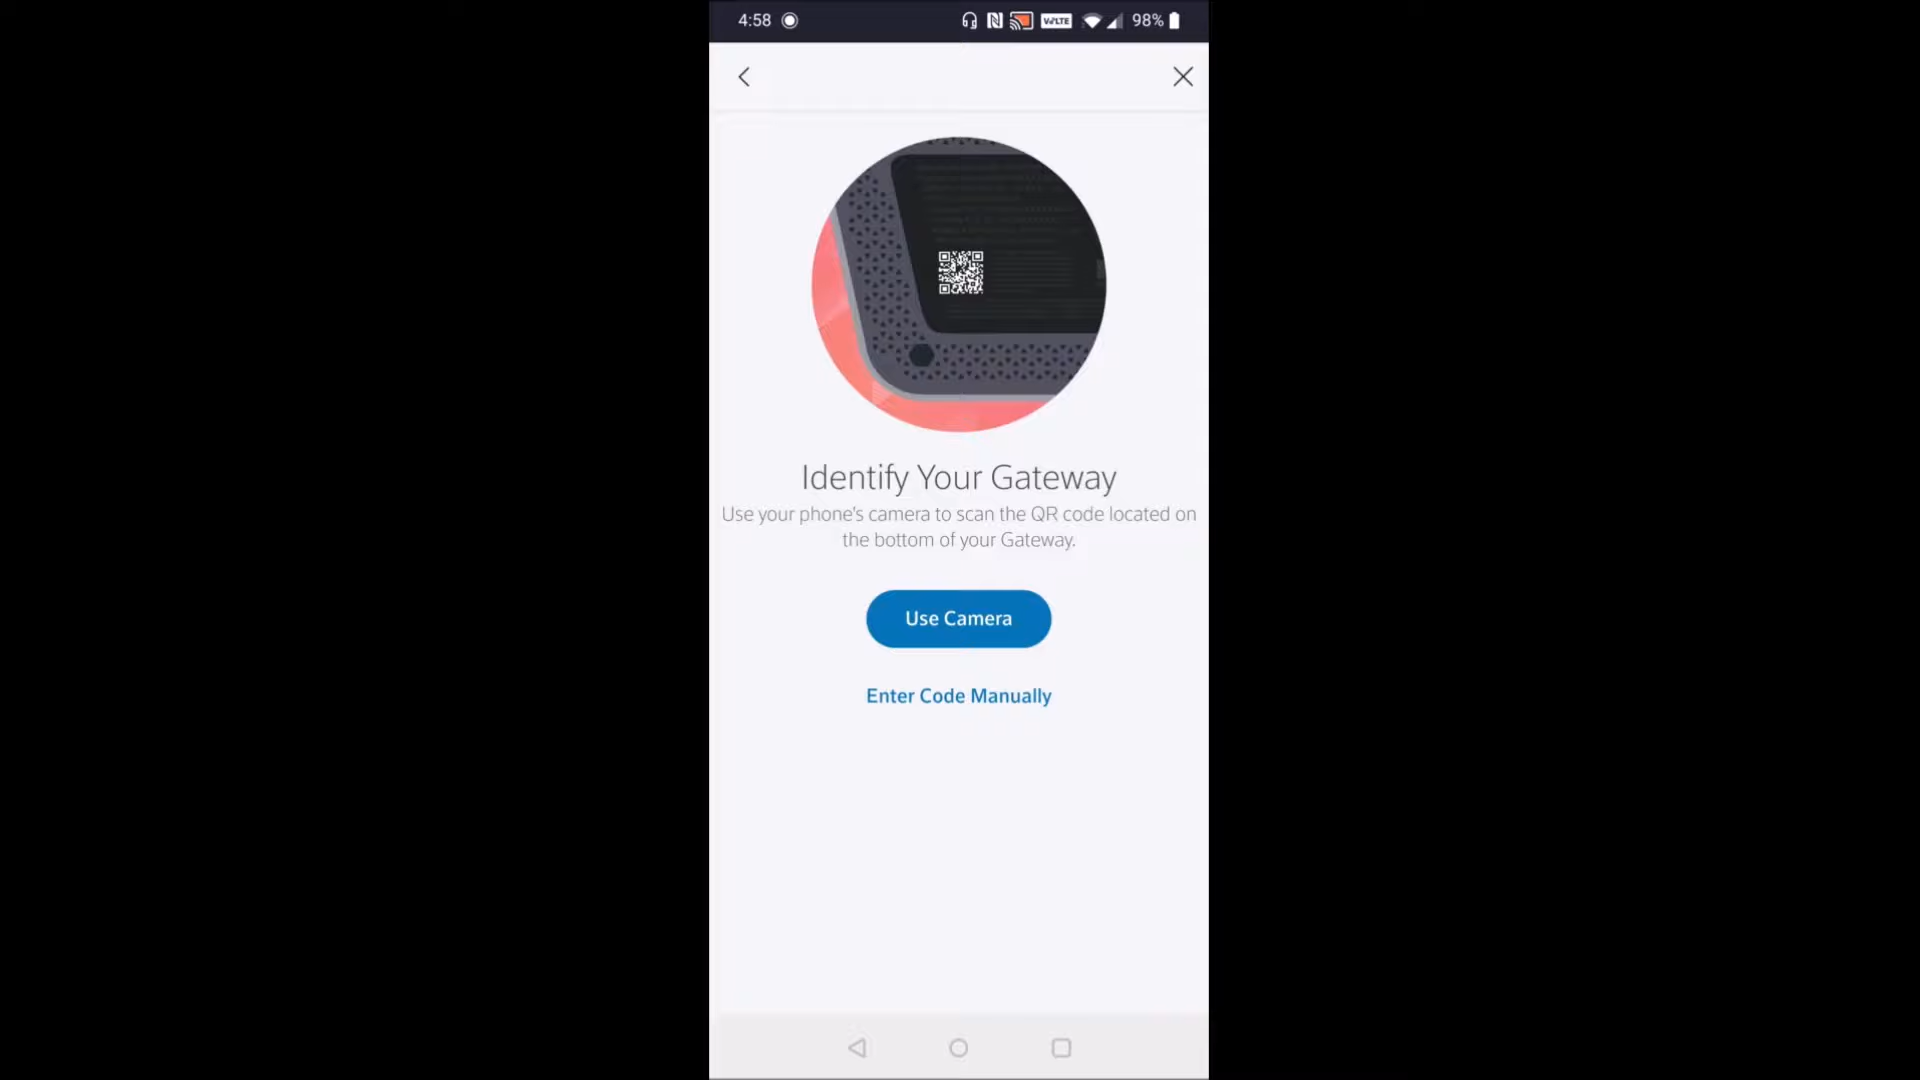 4:58 VoLTE 98%
Identify Your Gateway
Use your phone's camera to scan the QR code located on
the bottom of your Gateway.
Use Camera
Enter Code Manually